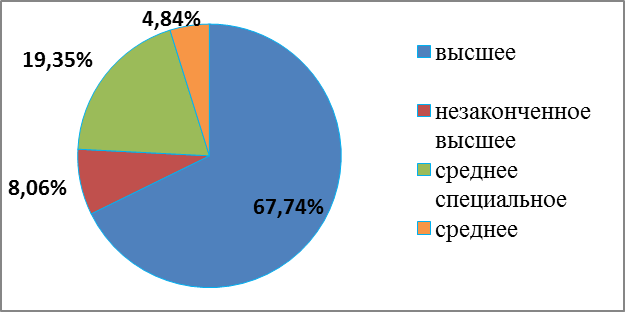 4,84%
19,35%
8,06%
67,74%
высшее
незаконченное
высшее
среднее
специальное
среднее